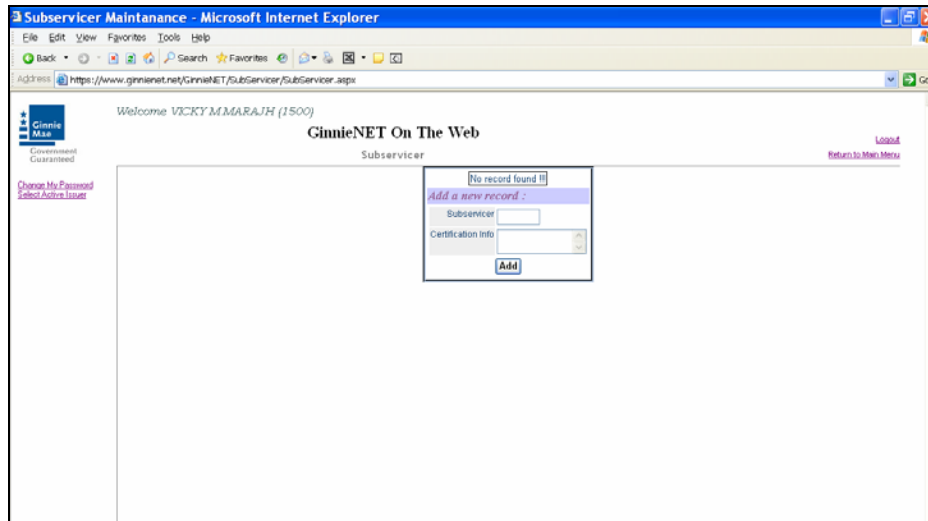 Subservicer Maintanance - Microsoft Internet Explorer
File Edit View Favorites Tools Help
Back Search Favorites
Address https://www.ginnienet.net/GinnieNET/SubServicer/SubServicer.aspx Go
Welcome VICKY M MARAJH (1500)
Ginnie
Mae
Government
Guaranteed
GinnieNET On The Web
Logout
Subservicer
Return to Main Menu
No record found !!!
Change My Password
Select Active Issuer
Add a new record :
Subservicer
Certification Info
Add